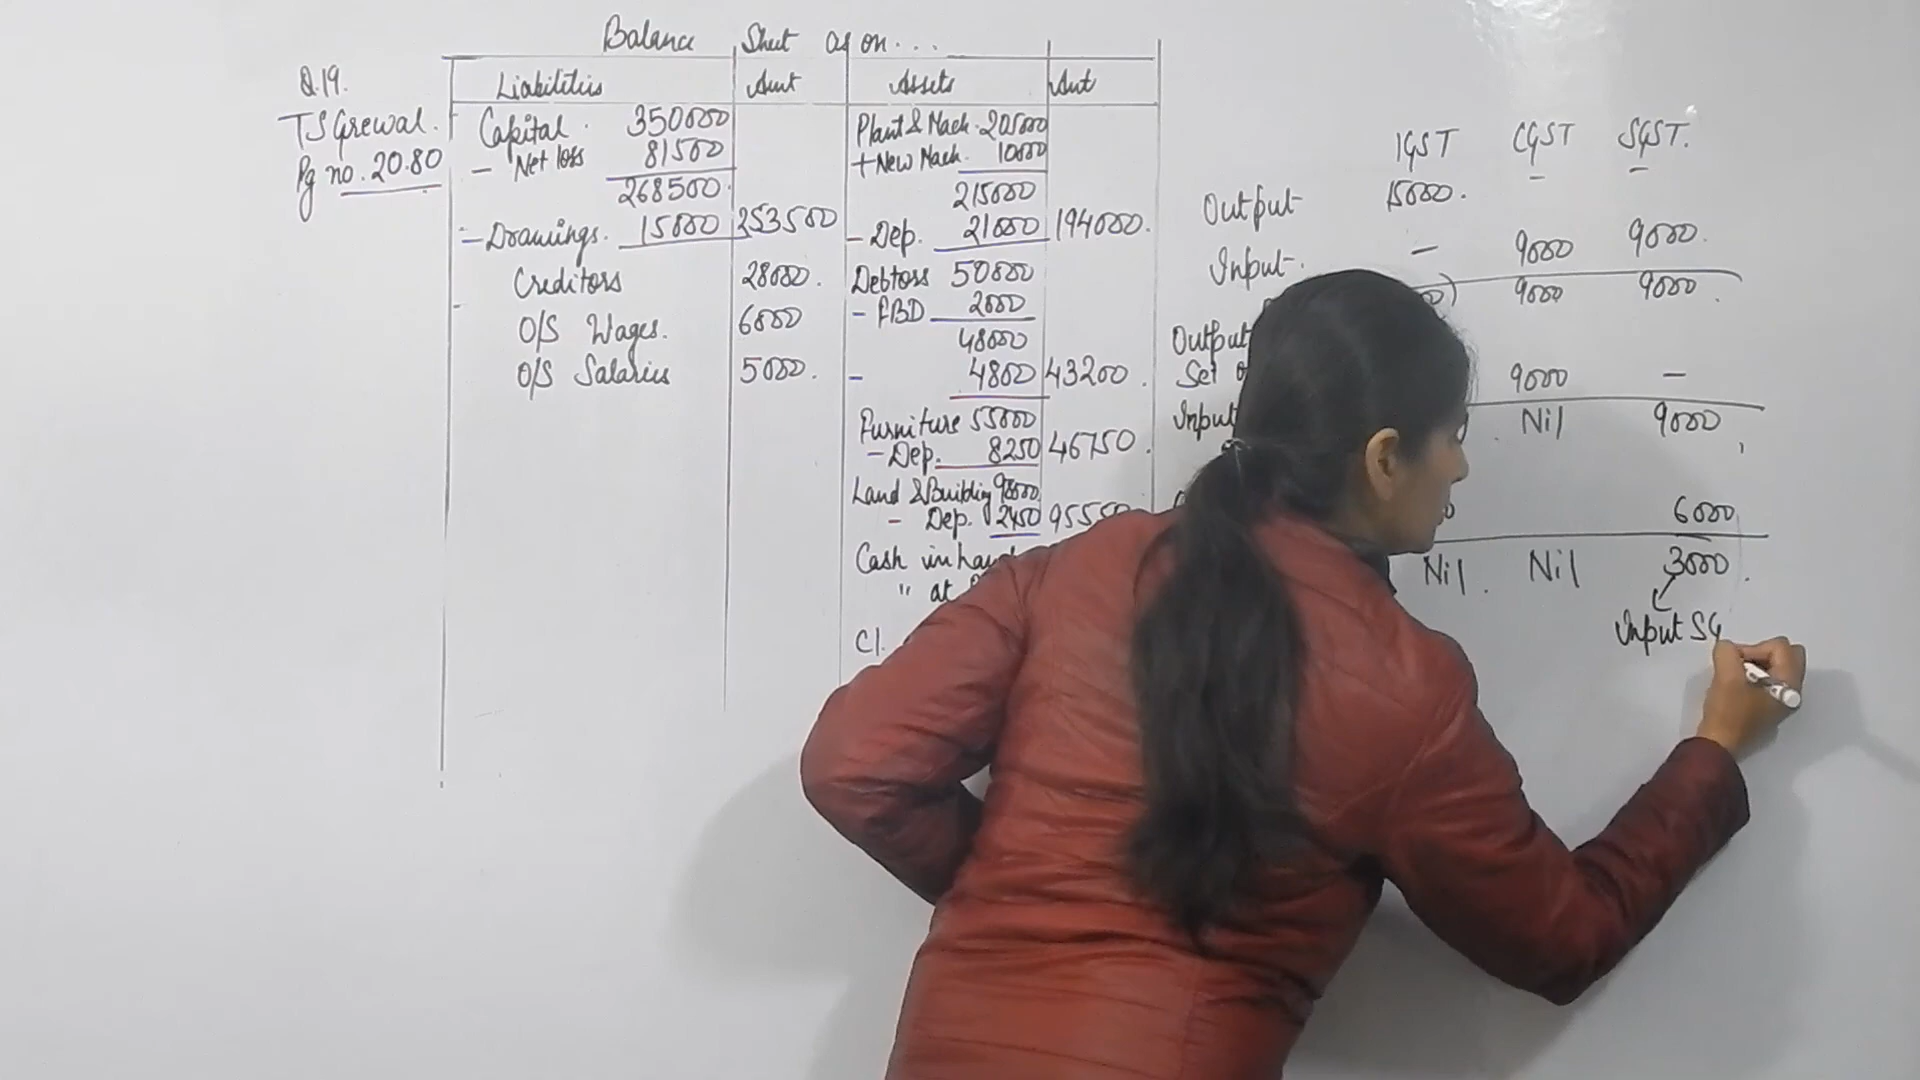 Balance Sheet as on....
Q.19.
TS Grewal.
Pg no. 20.80
Liabilities Amt Assets Amt
Capital. 350000
- Net loss 81500
268500.
- Drawings. 15000 253500
Creditors 28000.
O/S Wages. 6000
O/S Salaries 5000.
Plant & Mach. 205000
+ New Mach. 10000
215000
- Dep. 21000 194000.
Debtors 50000
- FBD 2000
48000
- 4800 43200.
Furniture 55000
- Dep. 8250 46750.
Land & Building 98000
- Dep. 2450 95550
Cash in hand
" at
Cl.
IGST CGST SGST.
Output 15000. - -
Input. - 9000 9000.
9000 9000.
Output
Set 9000 -
Input Nil 9000
6000
Nil. Nil 3000.
Input SG